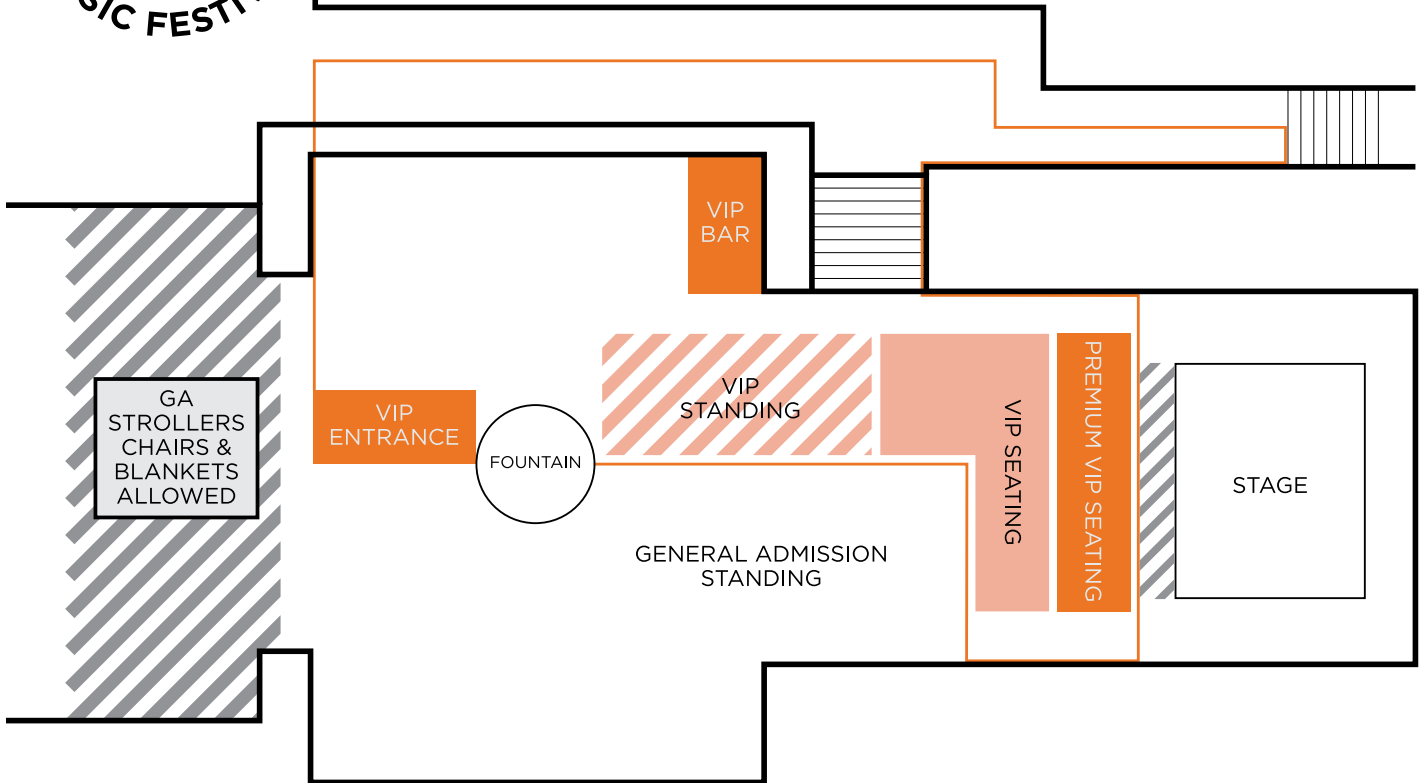 FESTI
VIP
BAR
VIP
STANDING
VIP SEATING
PREMIUM VIP SEATING
STAGE
GA
STROLLERS
CHAIRS &
BLANKETS
ALLOWED
VIP
ENTRANCE
FOUNTAIN
GENERAL ADMISSION
STANDING